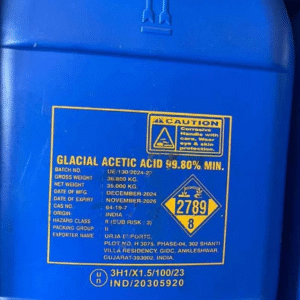 CAUTION
Corrosive
Handle with
care. Wear
eye & skin
protection.
GLACIAL ACETIC ACID 99.80% MIN.
BATCH NO.
GROSS WEIGHT : KG.
NET WEIGHT : 35.000 KG.
DATE OF MFG : DECEMBER-2024
DATE OF EXPIRY : NOVEMBER-2026
CAS NO. : 64-19-7
ORIGIN : INDIA
HAZARD CLASS : 8 (SUB RISK : 3)
PACKING GROUP : II
EXPORTER NAME :
PLOT NO. H 3075, PHASE-04, 302 SHANTI
VILLA RESIDENCY, GIDC, ANKLESHWAR
GUJARAT-393002, INDIA.
2789
8
un 3H1/X1.5/100/23
IND/20305920